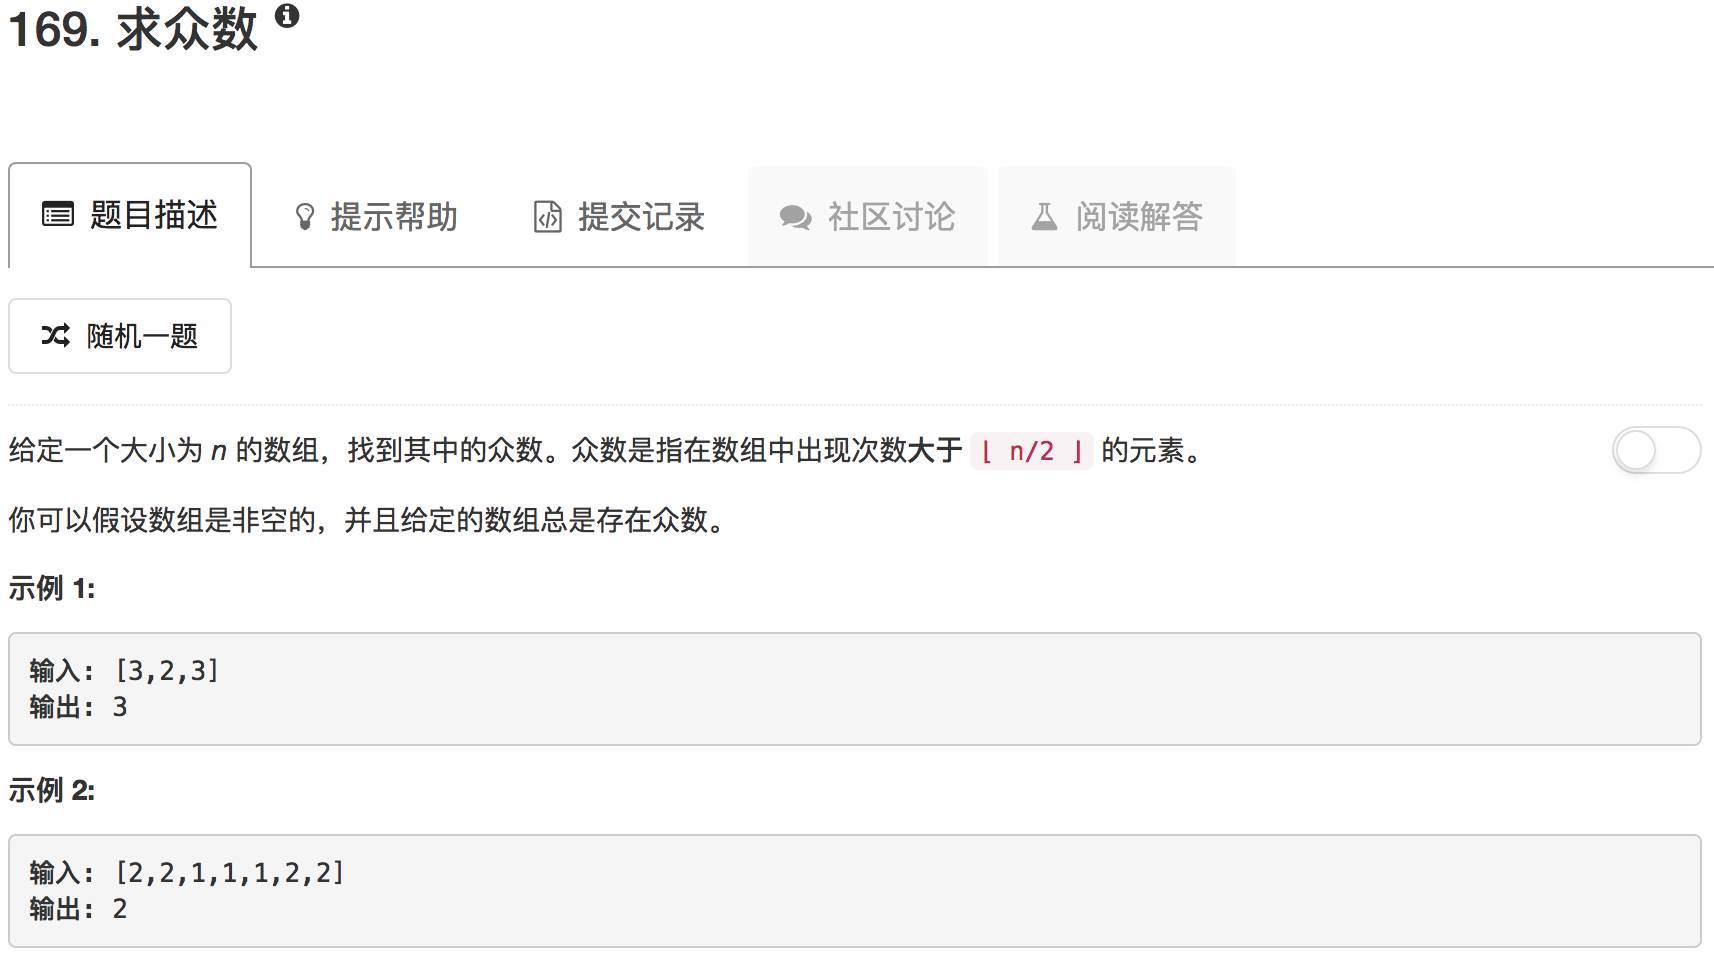 169. 求众数
题目描述 提示帮助 提交记录 社区讨论 阅读解答
随机一题
给定一个大小为 n 的数组，找到其中的众数。众数是指在数组中出现次数大于 ⌊ n/2 ⌋ 的元素。
你可以假设数组是非空的，并且给定的数组总是存在众数。
示例 1:
输入: [3,2,3]
输出: 3
示例 2:
输入: [2,2,1,1,1,2,2]
输出: 2